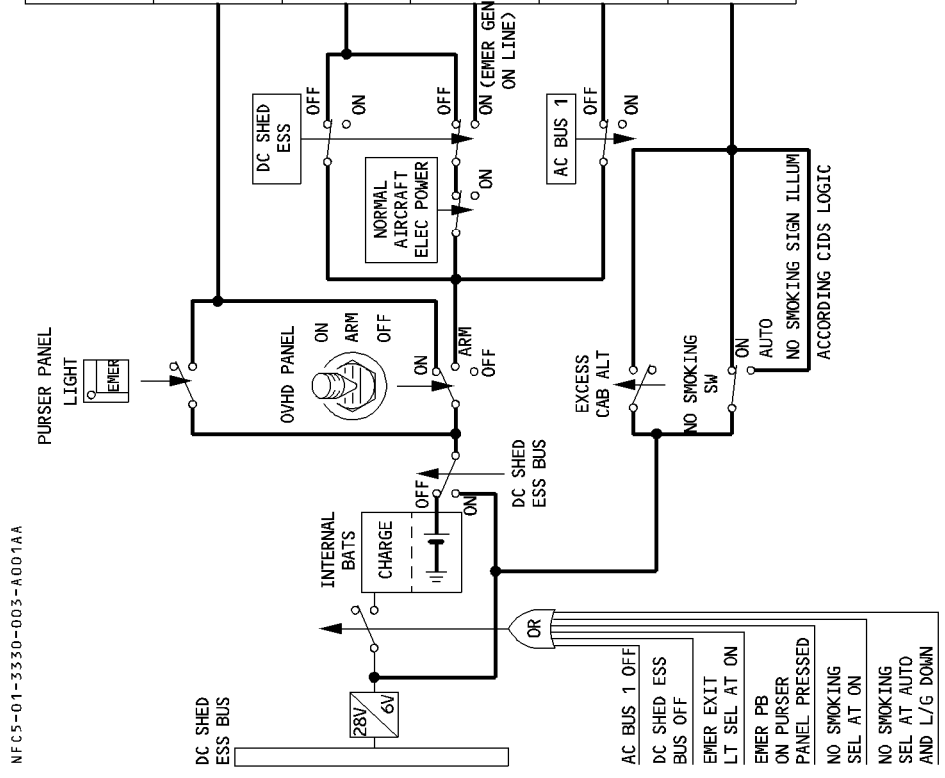 NFC5-01-3330-003-A001AA
PURSER PANEL
LIGHT
EMER
OVHD PANEL
ON
ARM
OFF
ON
ARM
OFF
DC SHED
ESS
OFF
ON
OFF
ON (EMER GEN
ON LINE)
NORMAL
AIRCRAFT
ELEC POWER
ON
AC BUS 1
OFF
ON
EXCESS
CAB ALT
NO SMOKING
SW
ON
AUTO
NO SMOKING SIGN ILLUM
ACCORDING CIDS LOGIC
INTERNAL
BATS
CHARGE
OFF
ON
DC SHED
ESS BUS
DC SHED
ESS BUS
28V
6V
OR
AC BUS 1 OFF
DC SHED ESS
BUS OFF
EMER EXIT
LT SEL AT ON
EMER PB
ON PURSER
PANEL PRESSED
NO SMOKING
SEL AT ON
NO SMOKING
SEL AT AUTO
AND L/G DOWN